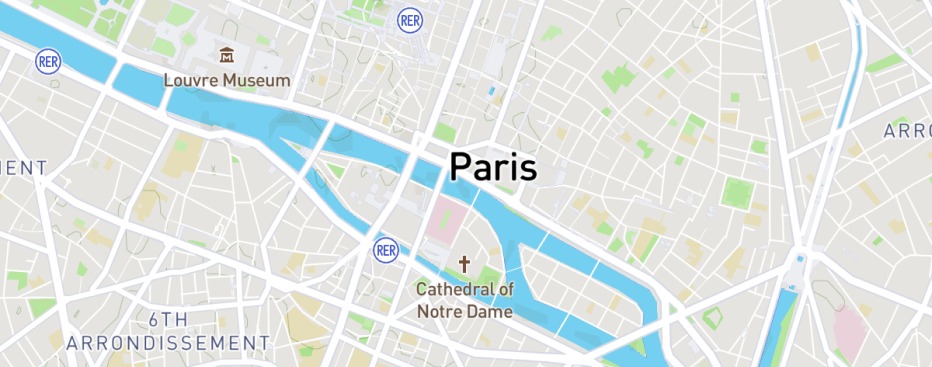 RER
RER
Louvre Museum
ARRO
Paris
MENT
RER
Cathedral of
Notre Dame
6TH
ARRONDISSEMENT